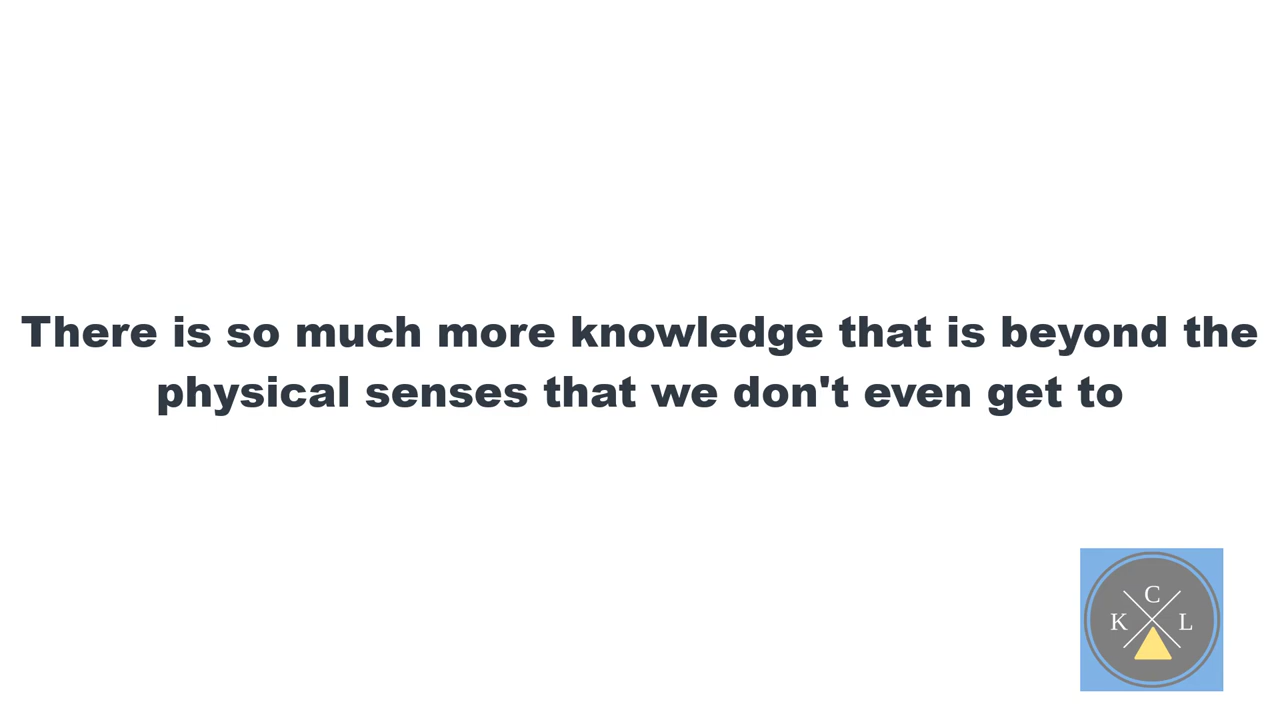 There is so much more knowledge that is beyond the
physical senses that we don't even get to
C
K L